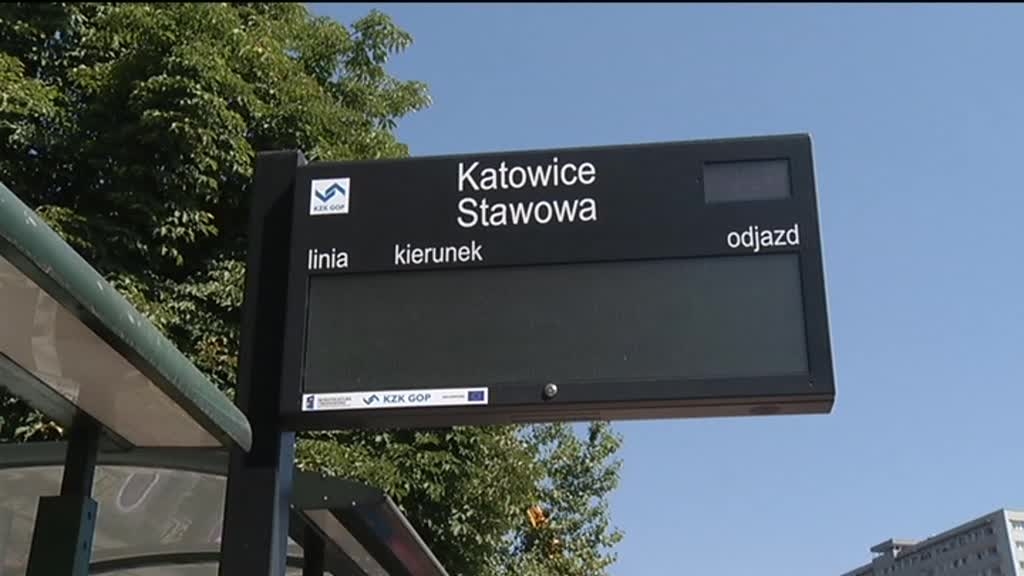 Katowice
Stawowa
KZK GOP
linia kierunek odjazd
KZK GOP